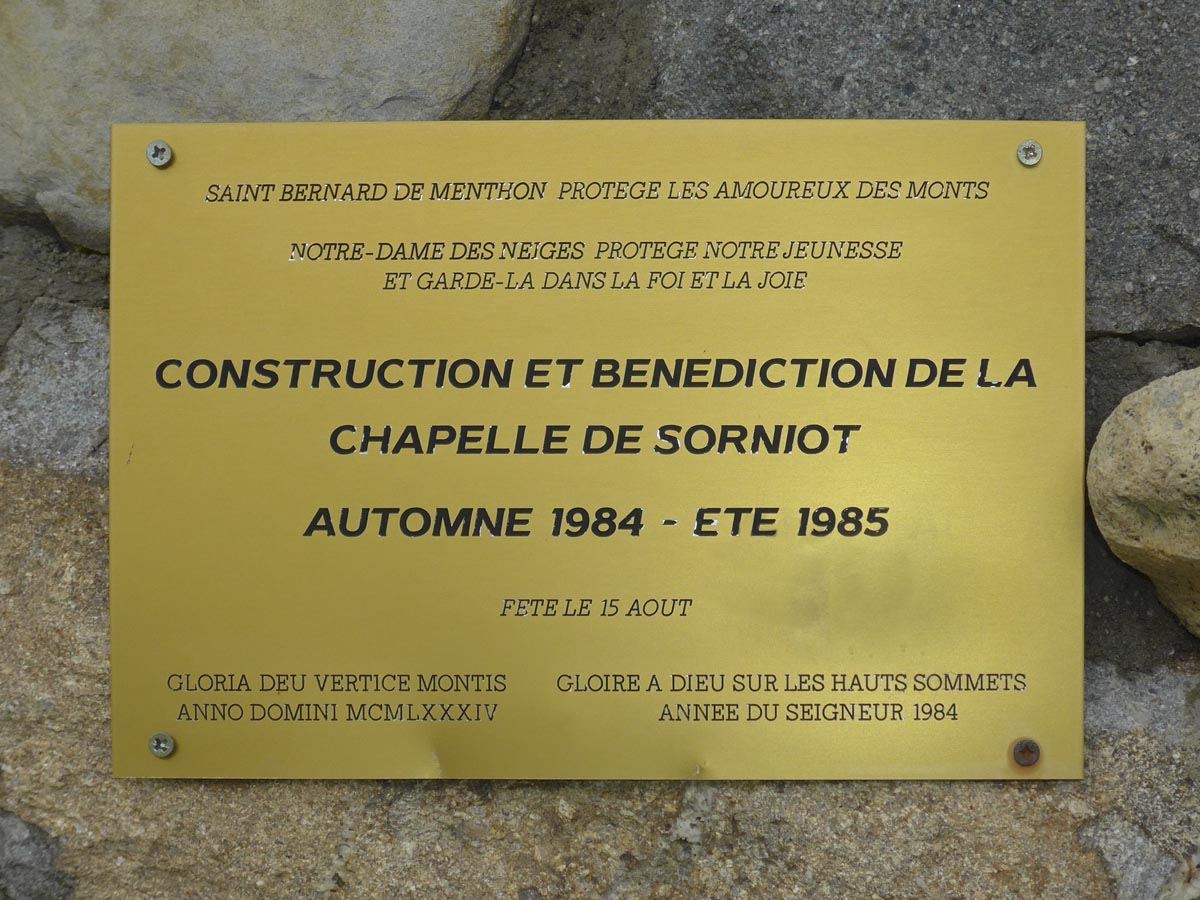 SAINT BERNARD DE MENTHON PROTEGE LES AMOUREUX DES MONTS
NOTRE-DAME DES NEIGES PROTEGE NOTRE JEUNESSE
ET GARDE-LA DANS LA FOI ET LA JOIE
CONSTRUCTION ET BENEDICTION DE LA
CHAPELLE DE SORNIOT
AUTOMNE 1984 - ETE 1985
FETE LE 15 AOUT
GLORIA DEU VERTICE MONTIS
ANNO DOMINI MCMLXXXIV
GLOIRE A DIEU SUR LES HAUTS SOMMETS
ANNEE DU SEIGNEUR 1984